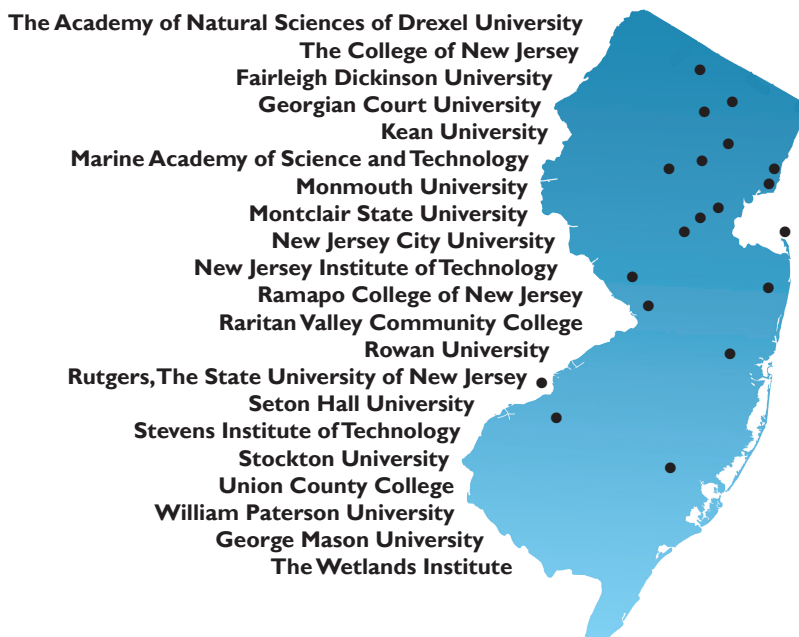 The Academy of Natural Sciences of Drexel University
The College of New Jersey
Fairleigh Dickinson University
Georgian Court University
Kean University
Marine Academy of Science and Technology
Monmouth University
Montclair State University
New Jersey City University
New Jersey Institute of Technology
Ramapo College of New Jersey
Raritan Valley Community College
Rowan University
Rutgers, The State University of New Jersey
Seton Hall University
Stevens Institute of Technology
Stockton University
Union County College
William Paterson University
George Mason University
The Wetlands Institute